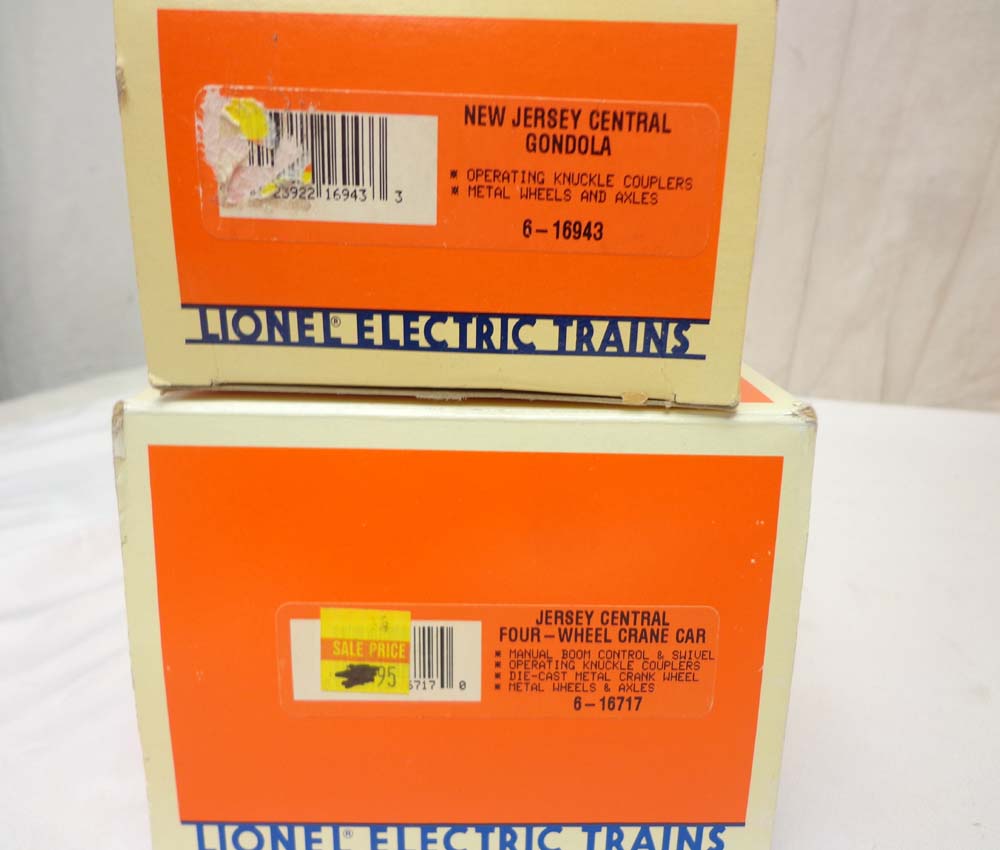 NEW JERSEY CENTRAL
GONDOLA
* OPERATING KNUCKLE COUPLERS
* METAL WHEELS AND AXLES
6-16943
23922 16943 3
LIONEL® ELECTRIC TRAINS
JERSEY CENTRAL
FOUR-WHEEL CRANE CAR
* MANUAL BOOM CONTROL & SWIVEL
* OPERATING KNUCKLE COUPLERS
* DIE-CAST METAL CRANK WHEEL
* METAL WHEELS & AXLES
6-16717
SALE PRICE
95
6717 0
LIONEL® ELECTRIC TRAINS